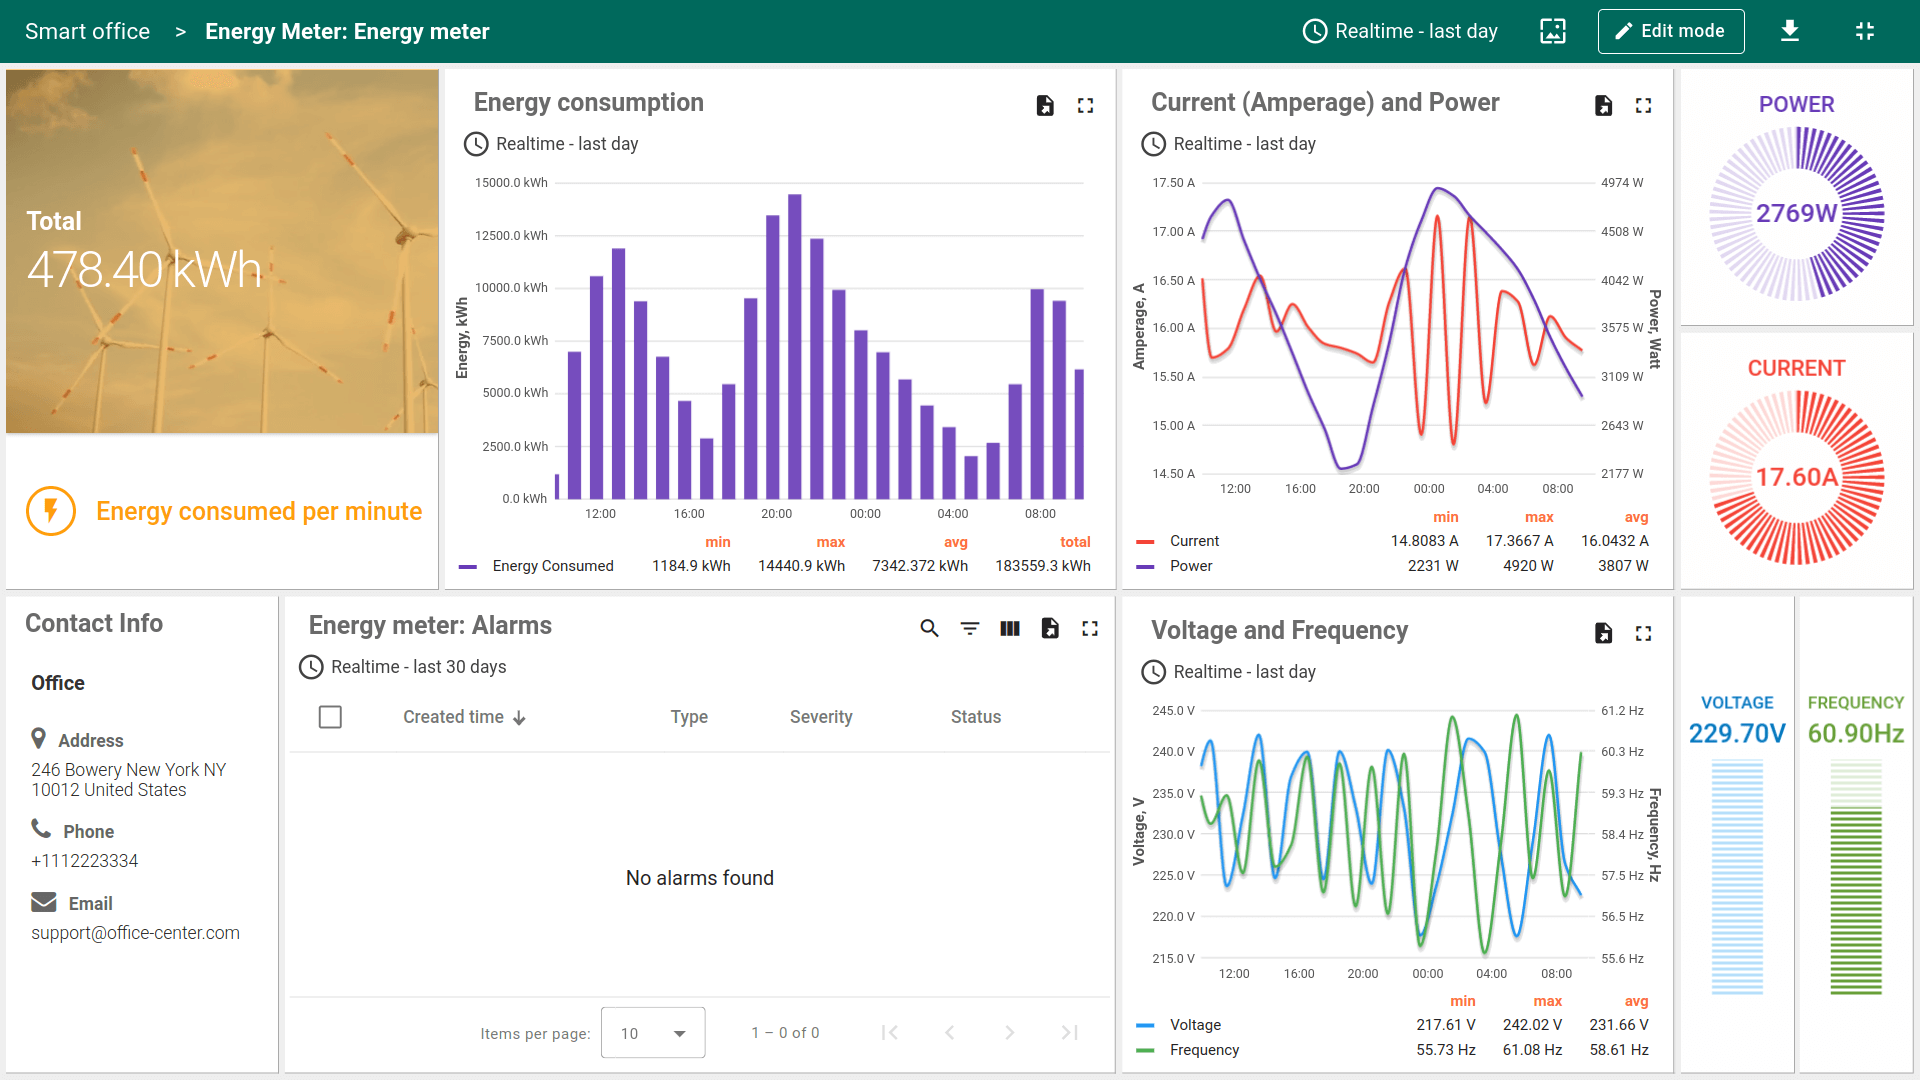 Smart office > Energy Meter: Energy meter
Realtime - last day
Edit mode
Total
478.40 kWh
Energy consumed per minute
Energy consumption
Realtime - last day
Energy, kWh
15000.0 kWh
12500.0 kWh
10000.0 kWh
7500.0 kWh
5000.0 kWh
2500.0 kWh
0.0 kWh
12:00 16:00 20:00 00:00 04:00 08:00
min max avg total
Energy Consumed 1184.9 kWh 14440.9 kWh 7342.372 kWh 183559.3 kWh
Current (Amperage) and Power
Realtime - last day
Amperage, A
17.50 A
17.00 A
16.50 A
16.00 A
15.50 A
15.00 A
14.50 A
4974 W
4508 W
4042 W
3575 W
3109 W
2643 W
2177 W
Power, Watt
12:00 16:00 20:00 00:00 04:00 08:00
min max avg
Current 14.8083 A 17.3667 A 16.0432 A
Power 2231 W 4920 W 3807 W
POWER
2769W
CURRENT
17.60A
Contact Info
Office
Address
246 Bowery New York NY
10012 United States
Phone
+1112223334
Email
support@office-center.com
Energy meter: Alarms
Realtime - last 30 days
Created time Type Severity Status
No alarms found
Items per page: 10 1 – 0 of 0
Voltage and Frequency
Realtime - last day
Voltage, V
245.0 V
240.0 V
235.0 V
230.0 V
225.0 V
220.0 V
215.0 V
61.2 Hz
60.3 Hz
59.3 Hz
58.4 Hz
57.5 Hz
56.5 Hz
55.6 Hz
Frequency, Hz
12:00 16:00 20:00 00:00 04:00 08:00
min max avg
Voltage 217.61 V 242.02 V 231.66 V
Frequency 55.73 Hz 61.08 Hz 58.61 Hz
VOLTAGE
229.70V
FREQUENCY
60.90Hz